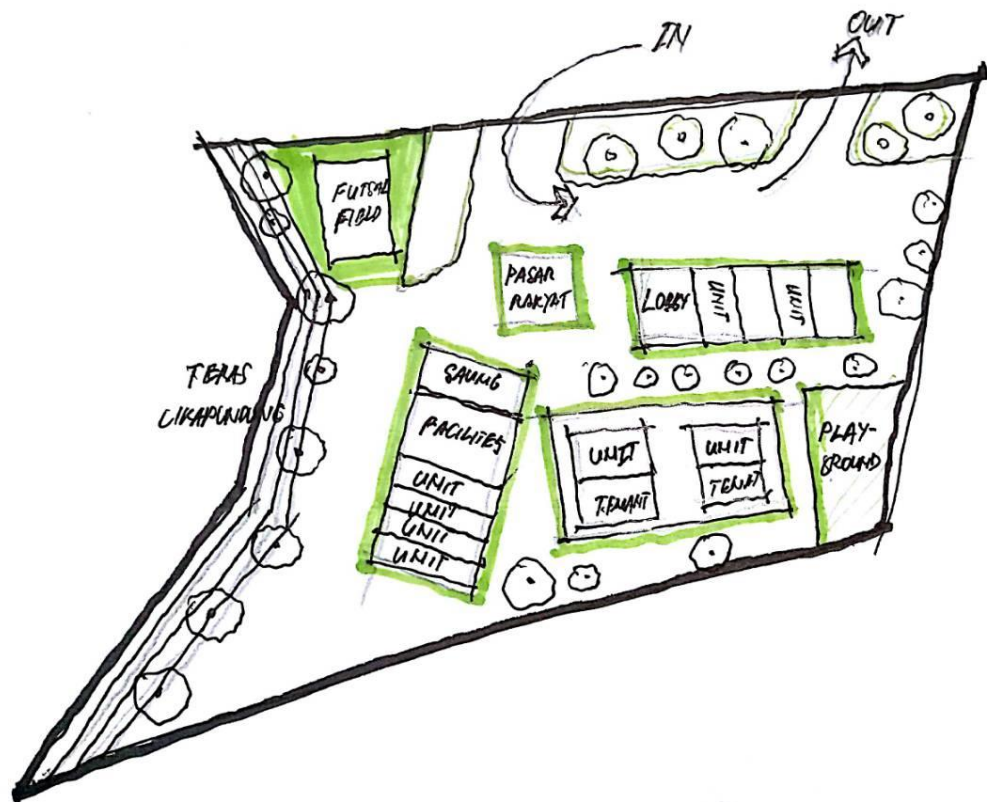 IN
OUT
FUTSAL
FIELD
PASAR
RAKYAT
LOBBY
UNIT
UNIT
TERAS
CIKAPUNDUNG
SAUNG
FACILITIES
UNIT
UNIT
UNIT
UNIT
UNIT
TENANT
UNIT
TENANT
PLAY-
GROUND